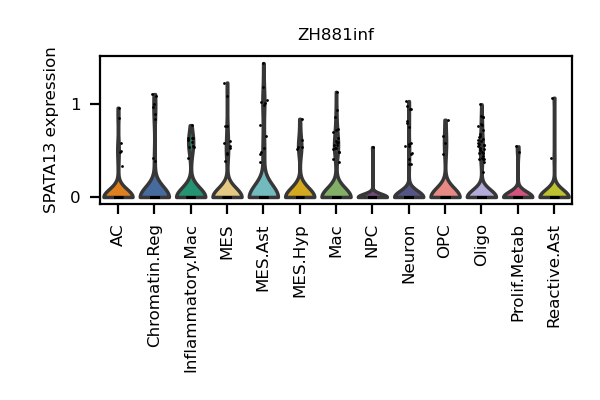 ZH881inf
SPATA13 expression
1
0
AC
Chromatin.Reg
Inflammatory.Mac
MES
MES.Ast
MES.Hyp
Mac
NPC
Neuron
OPC
Oligo
Prolif.Metab
Reactive.Ast